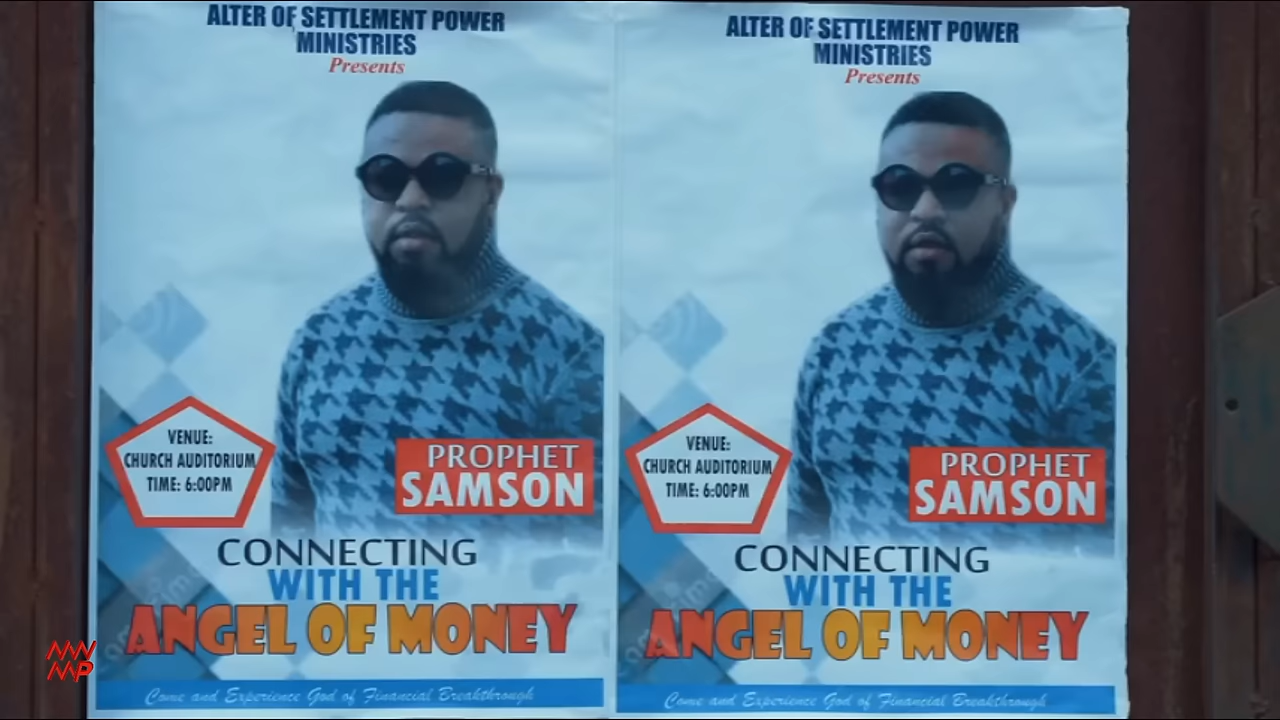 ALTER OF SETTLEMENT POWER
MINISTRIES
Presents
VENUE:
CHURCH AUDITORIUM
TIME: 6:00PM
PROPHET
SAMSON
CONNECTING
WITH THE
ANGEL OF MONEY
Come and Experience God of Financial Breakthrough
ALTER OF SETTLEMENT POWER
MINISTRIES
Presents
VENUE:
CHURCH AUDITORIUM
TIME: 6:00PM
PROPHET
SAMSON
CONNECTING
WITH THE
ANGEL OF MONEY
Come and Experience God of Financial Breakthrough